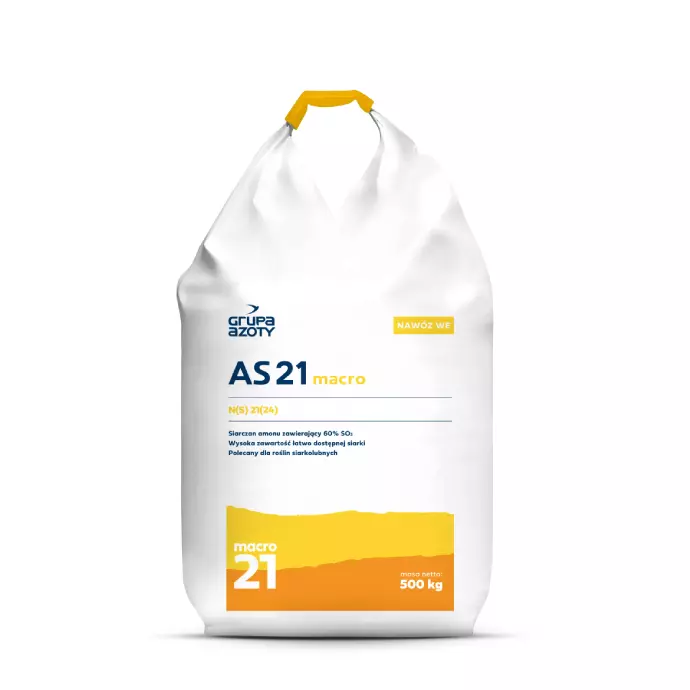 GRUPA
AZOTY
NAWÓZ WE
AS 21 macro
N(S) 21(24)
Siarczan amonu zawierający 60% SO₃
Wysoka zawartość łatwo dostępnej siarki
Polecany dla roślin siarkolubnych
macro
21
masa netto:
500 kg